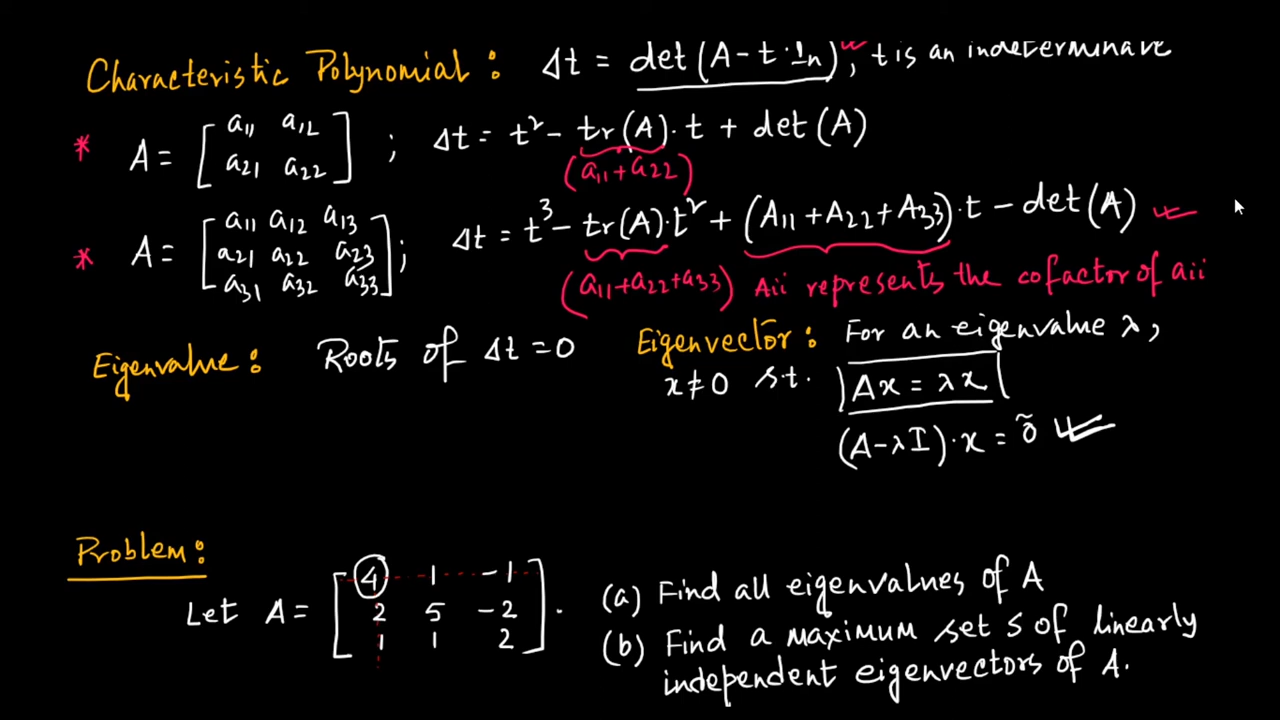 Characteristic Polynomial : Δt = det(A - t·In), t is an indeterminate
* A = [a11 a12; a21 a22] ; Δt = t² - tr(A)·t + det(A)
(a11+a22)
* A = [a11 a12 a13; a21 a22 a23; a31 a32 a33] ; Δt = t³ - tr(A)·t² + (A11 + A22 + A33)·t - det(A)
(a11+a22+a33) Aii represents the cofactor of aii
Eigenvalue : Roots of Δt = 0
Eigenvector : For an eigenvalue λ,
x≠0 s.t. Ax = λx
(A-λI)·x = õ
Problem :
Let A = [4 1 -1; 2 5 -2; 1 1 2].
(a) Find all eigenvalues of A
(b) Find a maximum set S of linearly
independent eigenvectors of A.